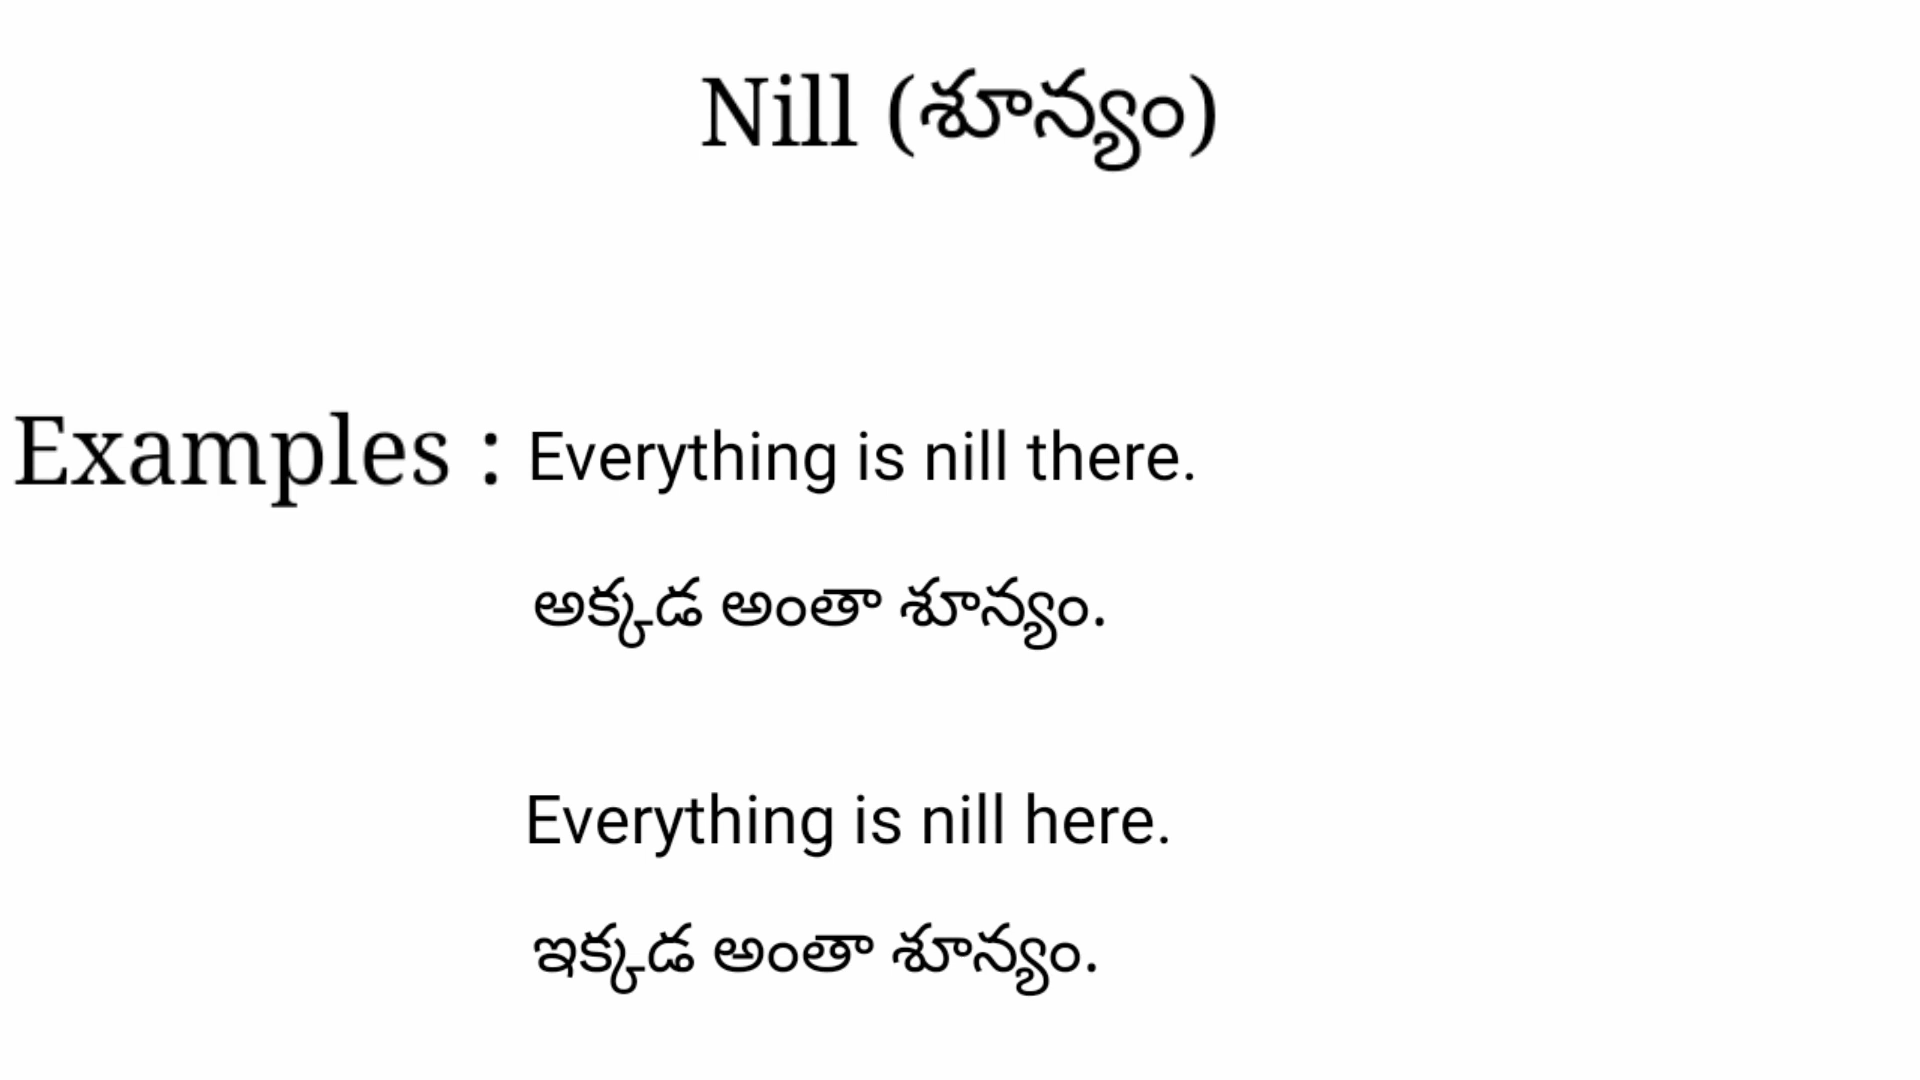 Nill (శూన్యం)
Examples : Everything is nill there.
అక్కడ అంతా శూన్యం.
Everything is nill here.
ఇక్కడ అంతా శూన్యం.